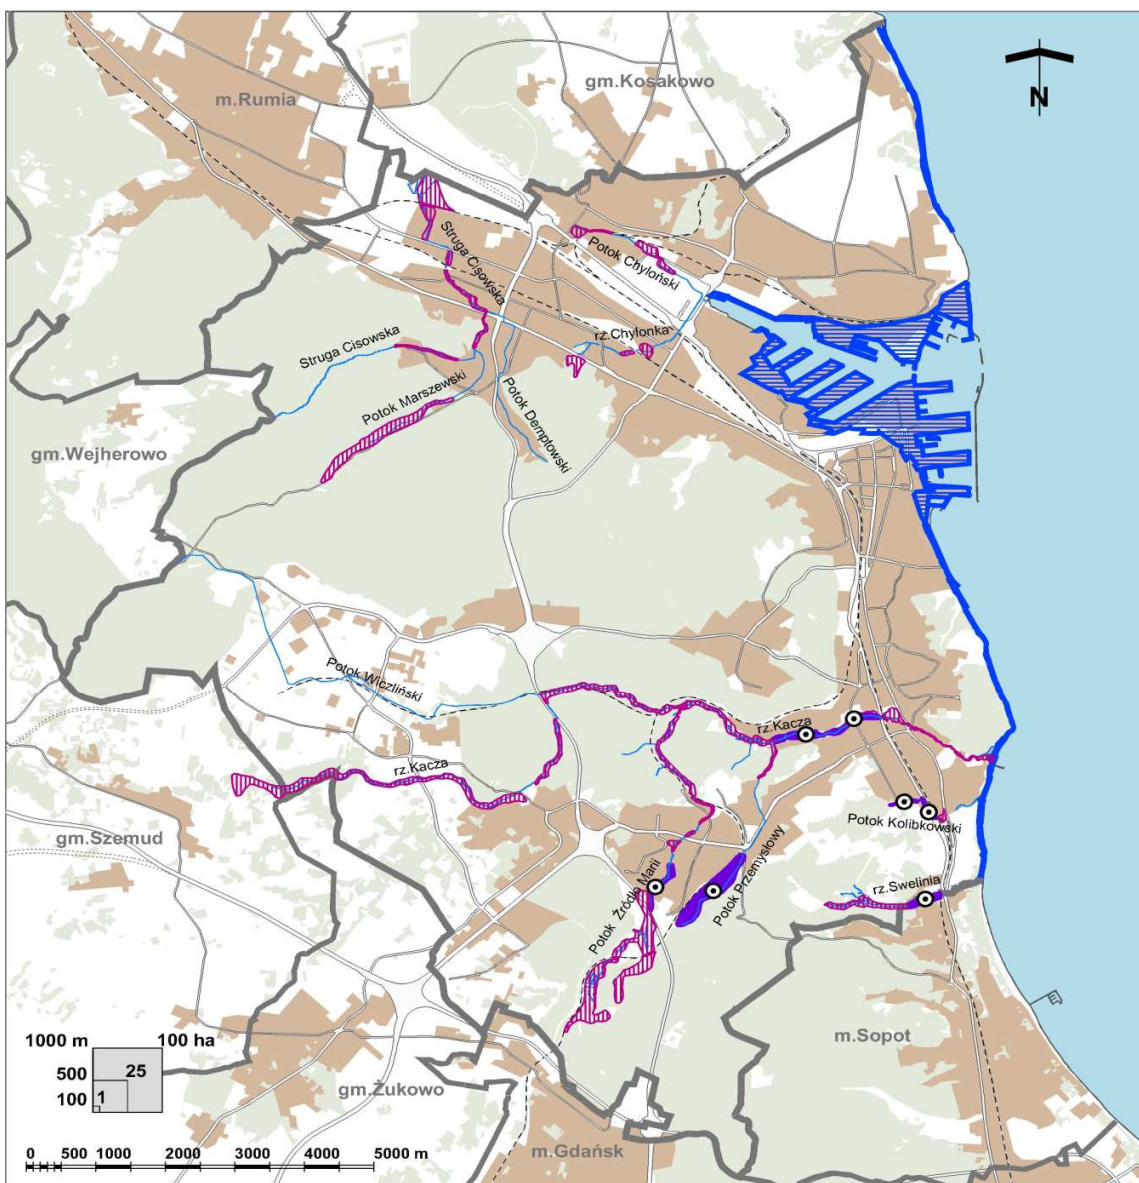 gm.Kosakowo
m.Rumia
N
Struga Cisowska
Potok Chyloński
rz.Chylonka
Struga Cisowska
Potok Marszewski
Potok Demptowski
gm.Wejherowo
Potok Wiczliński
rz.Kacza
rz.Kacza
gm.Szemud
Potok Kolibkowski
Potok Przemysłowy
Potok Źródło Marii
rz.Swelinia
m.Sopot
1000 m 100 ha
500 25
100 1
gm.Żukowo
m.Gdańsk
0 500 1000 2000 3000 4000 5000 m